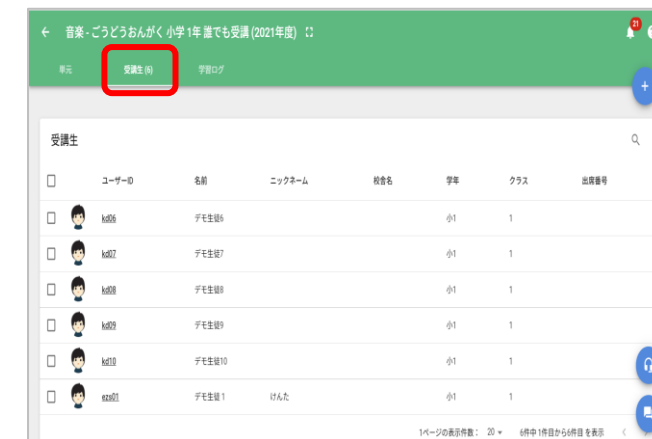 音楽 - ごうどうおんがく 小学 1年 誰でも受講 (2021年度)
21
単元 受講生 (6) 学習ログ
受講生
ユーザーID 名前 ニックネーム 校舎名 学年 クラス 出席番号
kd06 デモ生徒6 小1 1
kd07 デモ生徒7 小1 1
kd08 デモ生徒8 小1 1
kd09 デモ生徒9 小1 1
kd10 デモ生徒10 小1 1
ezs01 デモ生徒 1 けんた 小1 1
1ページの表示件数： 20 6件中 1件目から6件目 を表示